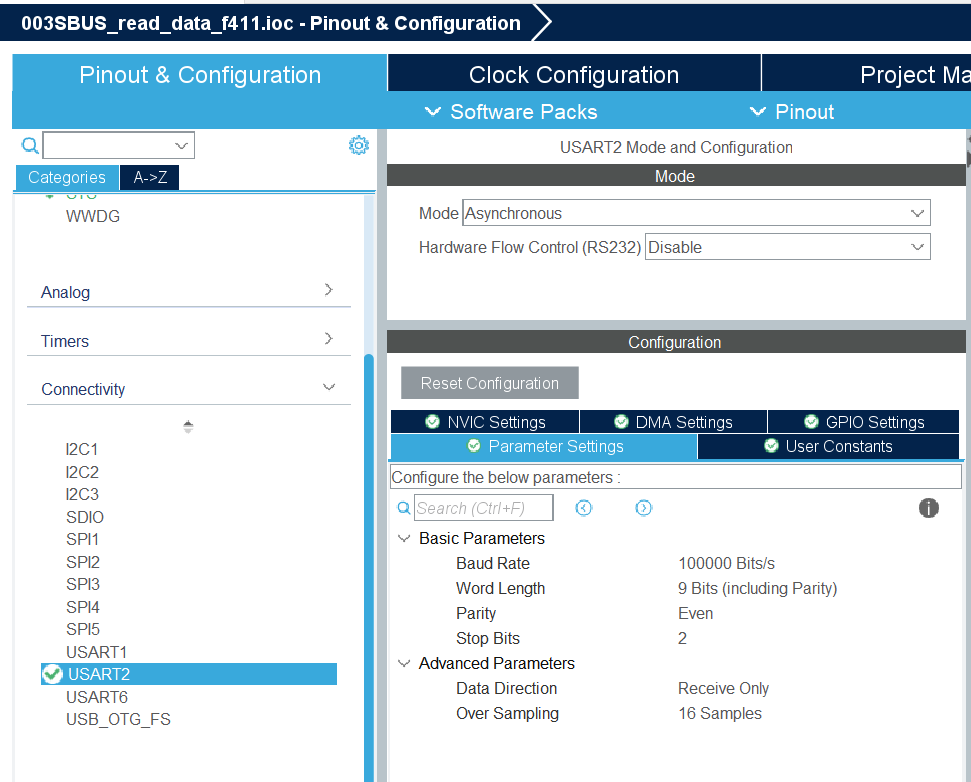 003SBUS_read_data_f411.ioc - Pinout & Configuration
Pinout & Configuration
Clock Configuration
Project Ma
Software Packs
Pinout
Categories
A->Z
WWDG
Analog
Timers
Connectivity
I2C1
I2C2
I2C3
SDIO
SPI1
SPI2
SPI3
SPI4
SPI5
USART1
USART2
USART6
USB_OTG_FS
USART2 Mode and Configuration
Mode
Mode Asynchronous
Hardware Flow Control (RS232) Disable
Configuration
Reset Configuration
NVIC Settings
DMA Settings
GPIO Settings
Parameter Settings
User Constants
Configure the below parameters :
Search (Ctrl+F)
Basic Parameters
Baud Rate 100000 Bits/s
Word Length 9 Bits (including Parity)
Parity Even
Stop Bits 2
Advanced Parameters
Data Direction Receive Only
Over Sampling 16 Samples